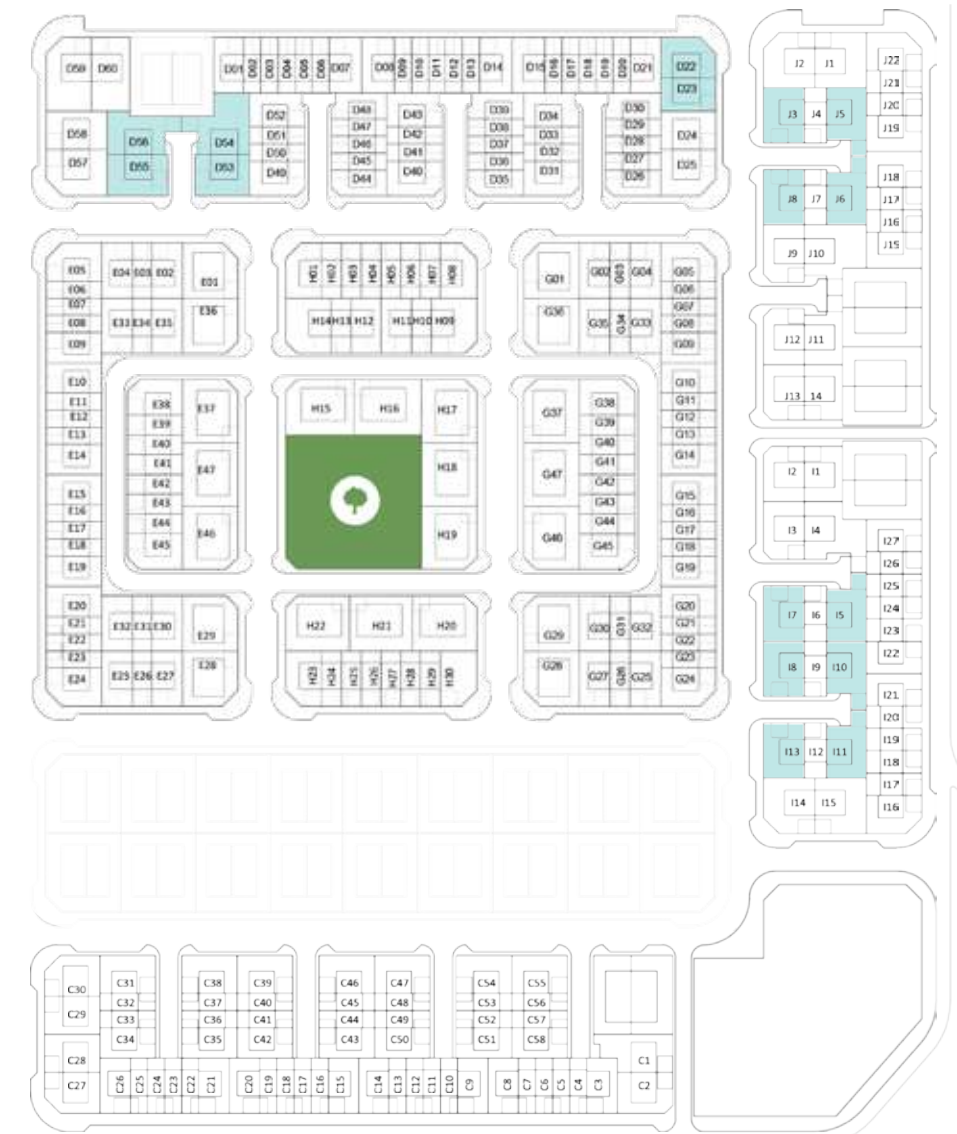 D59 D60 D01 D02 D03 D04 D05 D06 D07 D08 D09 D10 D11 D12 D13 D14 D15 D16 D17 D18 D19 D20 D21 D22
D23
D58 D56 D54 D52 D48 D43 D39 D34 D30 D24
D51 D47 D42 D38 D33 D29
D50 D46 D41 D37 D32 D28
D57 D55 D53 D49 D45 D40 D36 D31 D27 D25
D44 D35 D26
J2 J1 J22
J21
J3 J4 J5 J20
J19
J18
J8 J7 J6 J17
J16
J9 J10 J15
J12 J11
J13 14
E05 E04 E03 E02 E01
E06
E07 E36
E08 E33 E34 E35
E09
E10
E11 E38 E37
E12 E39
E13 E40
E14 E41 E47
E42
E15 E43
E16 E44 E46
E17 E45
E18
E19
E20
E21 E32 E31 E30 E29
E22
E23 E28
E24 E25 E26 E27
H01 H02 H03 H04 H05 H06 H07 H08
H14 H13 H12 H11 H10 H09
H15 H16 H17
H18
H19
H22 H21 H20
H23 H24 H25 H26 H27 H28 H29 H30
G01 G02 G03 G04 G05
G06
G36 G07
G35 G34 G33 G08
G09
G10
G37 G38 G11
G39 G12
G40 G13
G47 G41 G14
G42
G43 G15
G46 G44 G16
G45 G17
G18
G19
G20
G29 G30 G31 G32 G21
G22
G28 G23
G27 G26 G25 G24
I2 I1
I3 I4 I27
I26
I25
I7 I6 I5 I24
I23
I8 I9 I10 I22
I21
I20
I19
I13 I12 I11 I18
I17
I14 I15 I16
C30 C31 C38 C39 C46 C47 C54 C55
C32 C37 C40 C45 C48 C53 C56
C29 C33 C36 C41 C44 C49 C52 C57
C34 C35 C42 C43 C50 C51 C58
C28 C1
C27 C26 C25 C24 C23 C22 C21 C20 C19 C18 C17 C16 C15 C14 C13 C12 C11 C10 C9 C8 C7 C6 C5 C4 C3 C2